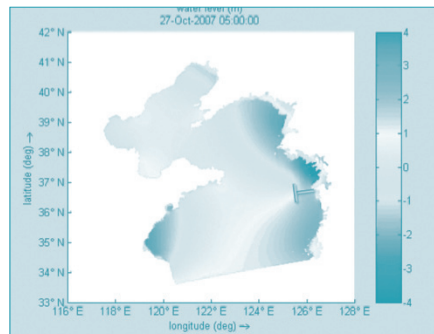 water level (m)
27-Oct-2007 05:00:00
42° N
41° N
40° N
39° N
38° N
37° N
36° N
35° N
34° N
33° N
latitude (deg) →
116° E 118° E 120° E 122° E 124° E 126° E 128° E
longitude (deg) →
4
3
2
1
0
-1
-2
-3
-4